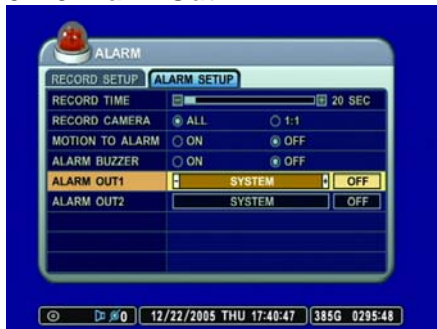 ALARM
RECORD SETUP ALARM SETUP
RECORD TIME 20 SEC
RECORD CAMERA ALL 1:1
MOTION TO ALARM ON OFF
ALARM BUZZER ON OFF
ALARM OUT1 SYSTEM OFF
ALARM OUT2 SYSTEM OFF
0 12/22/2005 THU 17:40:47 385G 0295:48